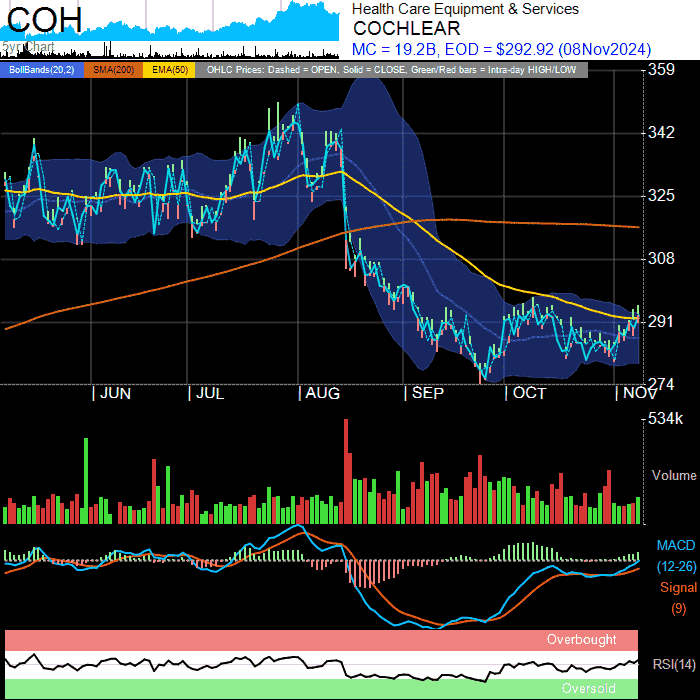 COH
5yr Chart
Health Care Equipment & Services
COCHLEAR
MC = 19.2B, EOD = $292.92 (08Nov2024)
BollBands(20,2) SMA(200) EMA(50) OHLC Prices: Dashed = OPEN, Solid = CLOSE, Green/Red bars = Intra-day HIGH/LOW
359
342
325
308
291
274
| JUN | JUL | AUG | SEP | OCT | NOV
534k
Volume
MACD
(12-26)
Signal
(9)
Overbought
RSI(14)
Oversold